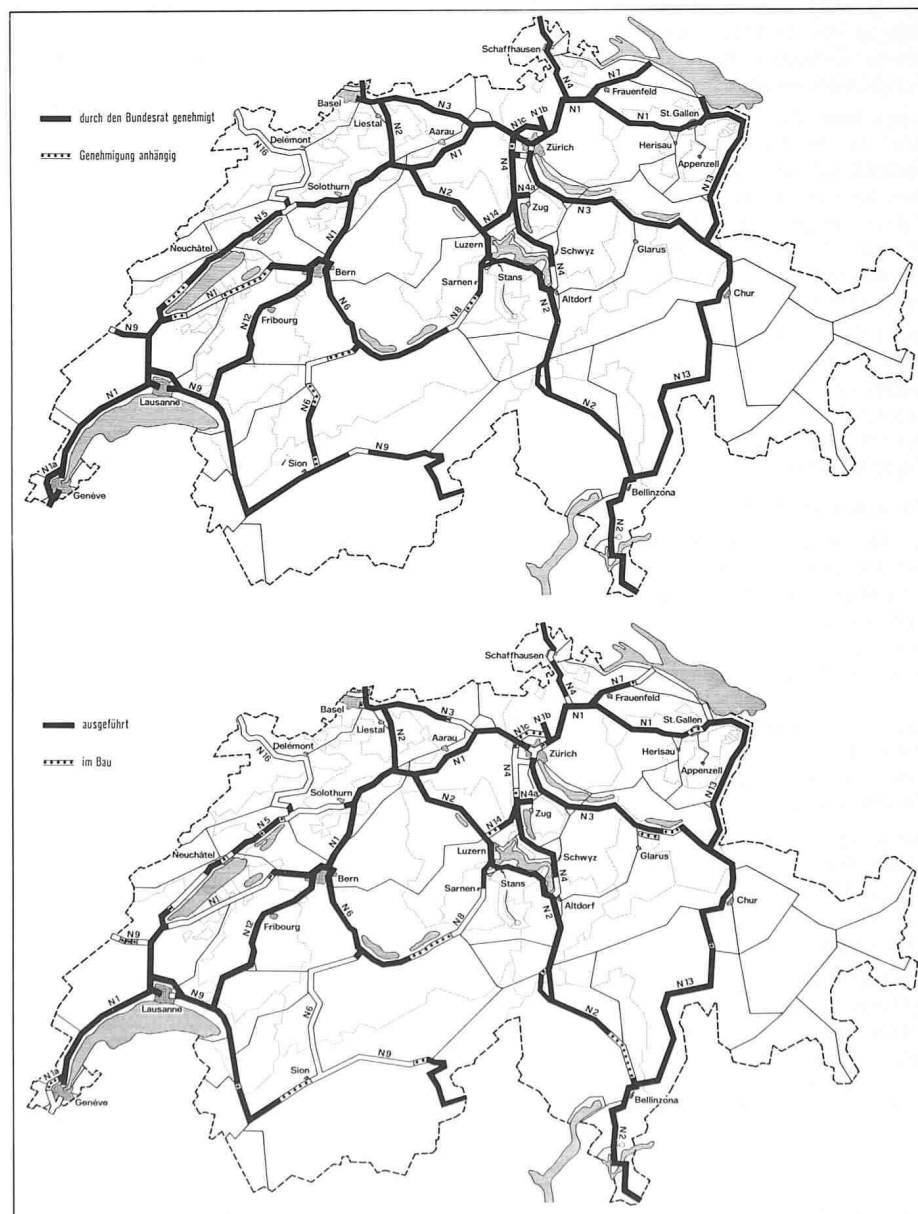 Schaffhausen
N4
N7
Frauenfeld
Basel
N3
N1c
N1b
N1
St.Gallen
durch den Bundesrat genehmigt
Liestal
N2
Aarau
N1
Zürich
Herisau
Delémont
Appenzell
Genehmigung anhängig
N16
N4
N13
Solothurn
N2
N4a
Zug
N5
N1
N14
N3
Neuchâtel
Luzern
Schwyz
Glarus
Bern
Sarnen
Stans
N4
N1
N6
N8
N2
Altdorf
Chur
N9
N12
Fribourg
N13
N1
N9
N6
N2
Lausanne
N9
Sion
N1a
Bellinzona
Genève
N2
Schaffhausen
N4
N7
Frauenfeld
Basel
N3
N1c
N1b
N1
St.Gallen
ausgeführt
Liestal
N2
Aarau
N1
Zürich
Herisau
Delémont
Appenzell
im Bau
N16
N4
N13
Solothurn
N2
N4a
Zug
N5
N1
N14
N3
Neuchâtel
Luzern
Schwyz
Glarus
Bern
Sarnen
Stans
N4
N1
N6
N8
N2
Altdorf
Chur
N9
N12
Fribourg
N13
N1
N9
N6
N2
Lausanne
N9
Sion
N1a
Bellinzona
Genève
N2